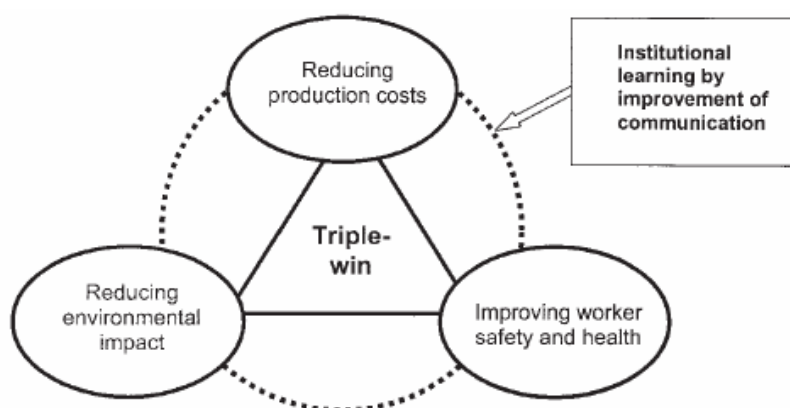 Reducing
production costs
Institutional
learning by
improvement of
communication
Triple-
win
Reducing
environmental
impact
Improving worker
safety and health